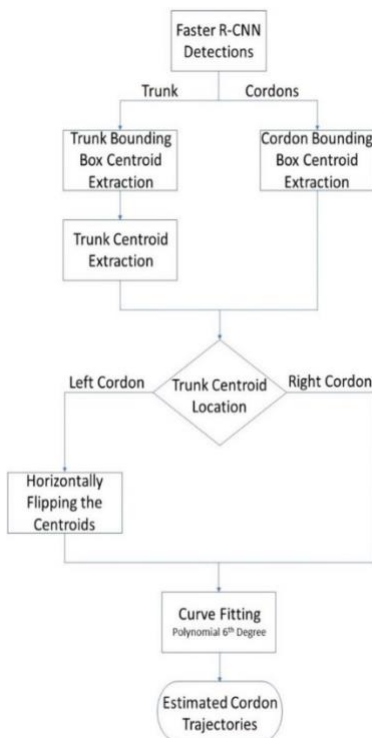 Faster R-CNN
Detections
Trunk
Cordons
Trunk Bounding
Box Centroid
Extraction
Cordon Bounding
Box Centroid
Extraction
Trunk Centroid
Extraction
Left Cordon
Trunk Centroid
Location
Right Cordon
Horizontally
Flipping the
Centroids
Curve Fitting
Polynomial 6th Degree
Estimated Cordon
Trajectories